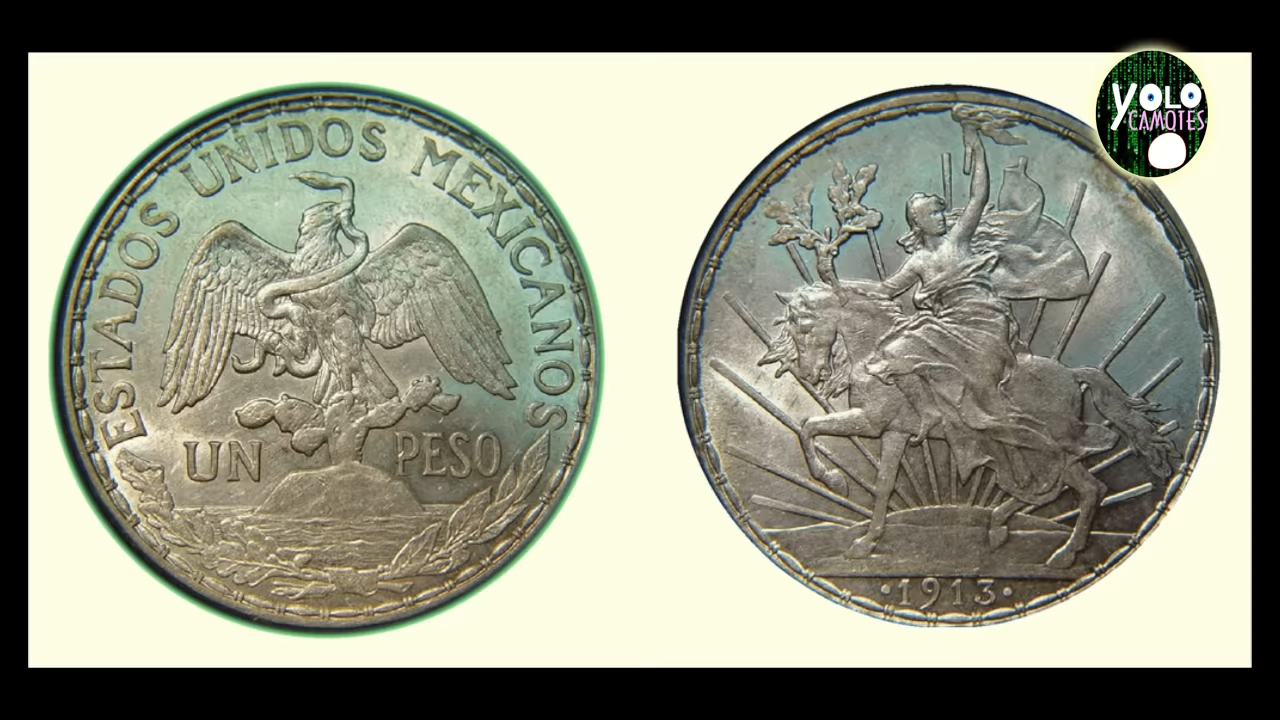 ESTADOS UNIDOS MEXICANOS
UN PESO
·1913·
YOLO
CAMOTES